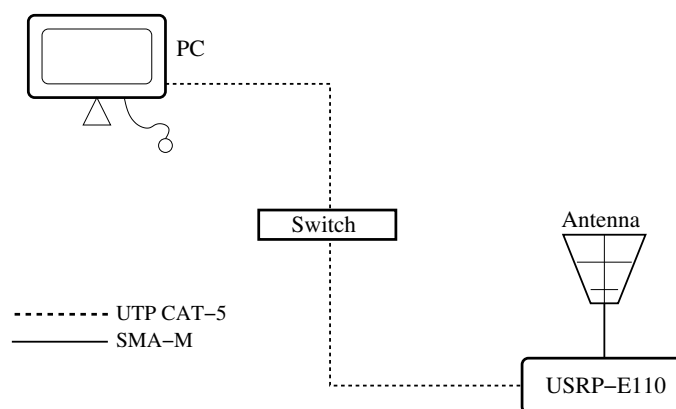 PC
Switch
Antenna
UTP CAT−5
SMA−M
USRP−E110